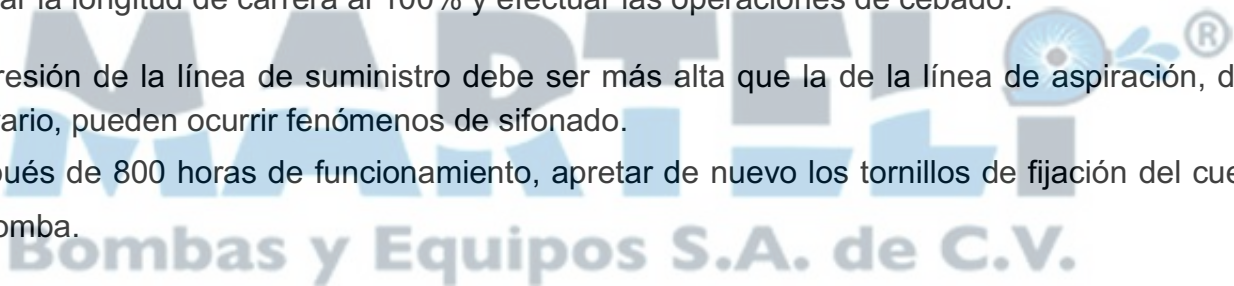 ar la longitud de carrera al 100% y efectuar las operaciones de cebado.
resión de la línea de suministro debe ser más alta que la de la línea de aspiración, d
ario, pueden ocurrir fenómenos de sifonado.
ués de 800 horas de funcionamiento, apretar de nuevo los tornillos de fijación del cue
omba.
MARTELI ®
Bombas y Equipos S.A. de C.V.